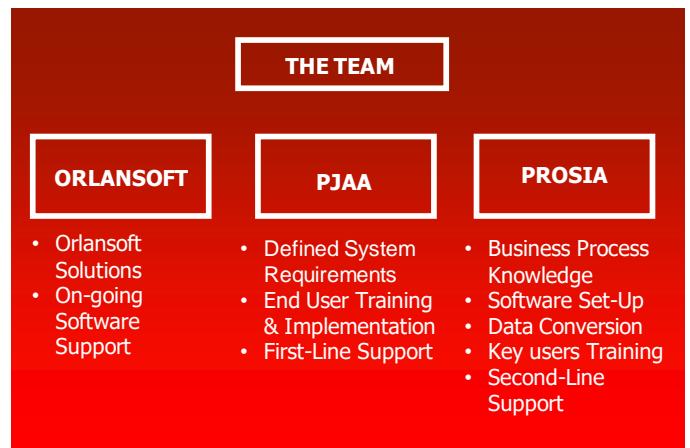 THE TEAM
ORLANSOFT
• Orlansoft
Solutions
• On-going
Software
Support
PJAA
• Defined System
Requirements
• End User Training
& Implementation
• First-Line Support
PROSIA
• Business Process
Knowledge
• Software Set-Up
• Data Conversion
• Key users Training
• Second-Line
Support